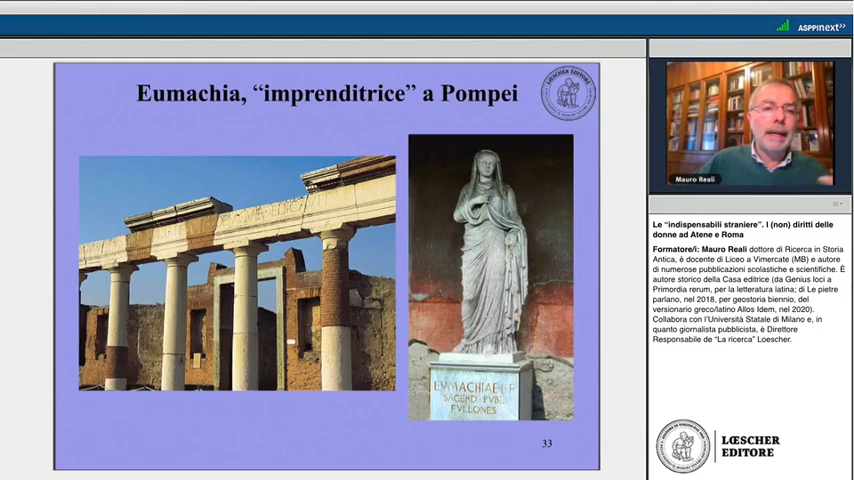 ASPPInext
Eumachia, “imprenditrice” a Pompei
EVMACHIAE L F
SACERD PVBL
FVLLONES
33
Mauro Reali
Le “indispensabili straniere”. I (non) diritti delle
donne ad Atene e Roma
Formatore/i: Mauro Reali dottore di Ricerca in Storia
Antica, è docente di Liceo a Vimercate (MB) e autore
di numerose pubblicazioni scolastiche e scientifiche. È
autore storico della Casa editrice (da Genius loci a
Primordia rerum, per la letteratura latina; di Le pietre
parlano, nel 2018, per geostoria biennio, del
versionario greco/latino Allos Idem, nel 2020).
Collabora con l’Università Statale di Milano e, in
quanto giornalista pubblicista, è Direttore
Responsabile de “La ricerca” Loescher.
LŒSCHER
EDITORE